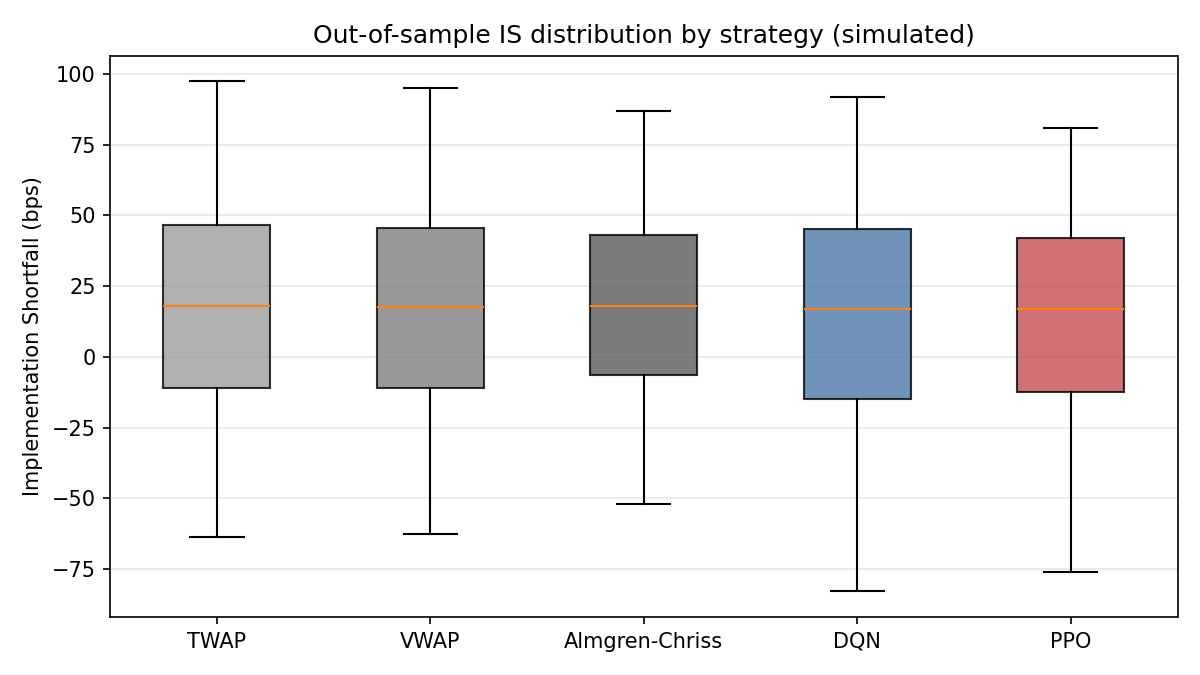 Out-of-sample IS distribution by strategy (simulated)
Implementation Shortfall (bps)
100
75
50
25
0
−25
−50
−75
TWAP
VWAP
Almgren-Chriss
DQN
PPO